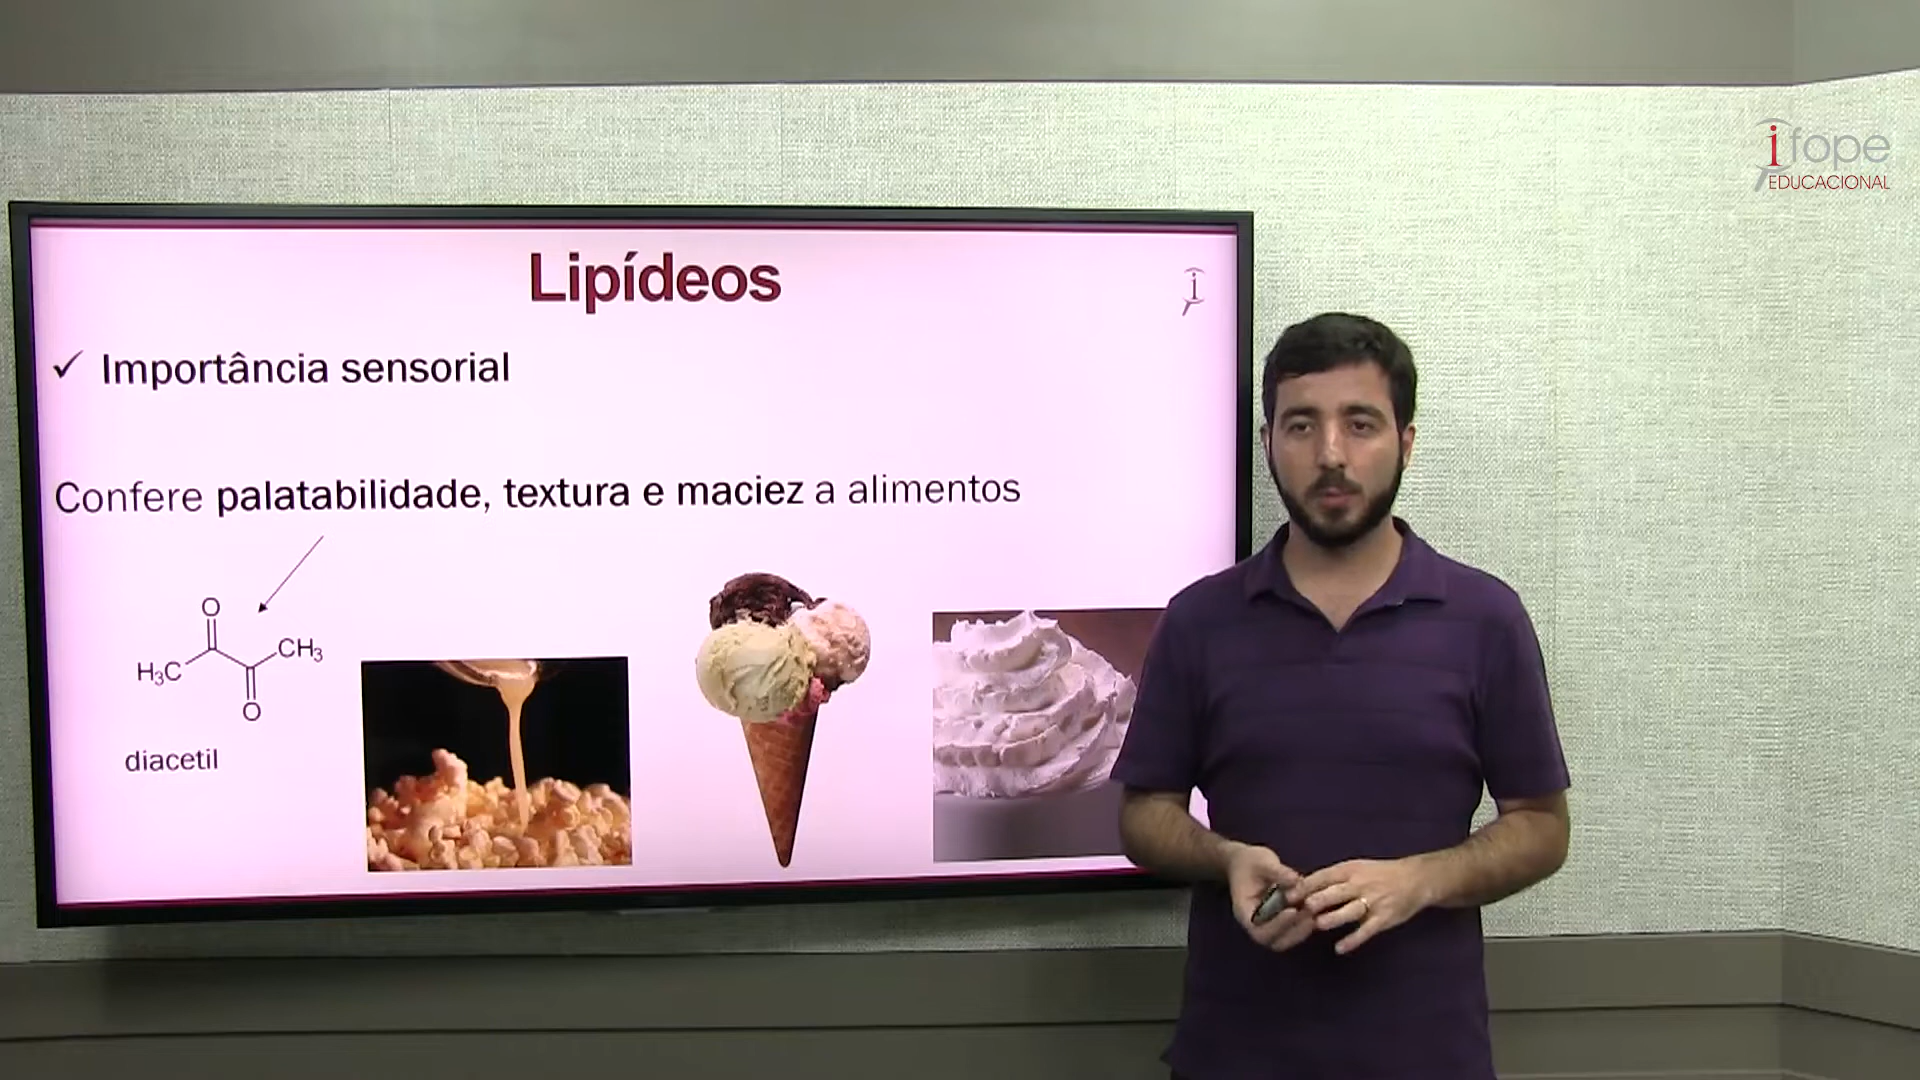 ifope
EDUCACIONAL
Lipídeos
i
✓ Importância sensorial
Confere palatabilidade, textura e maciez a alimentos
O
H₃C
CH₃
O
diacetil